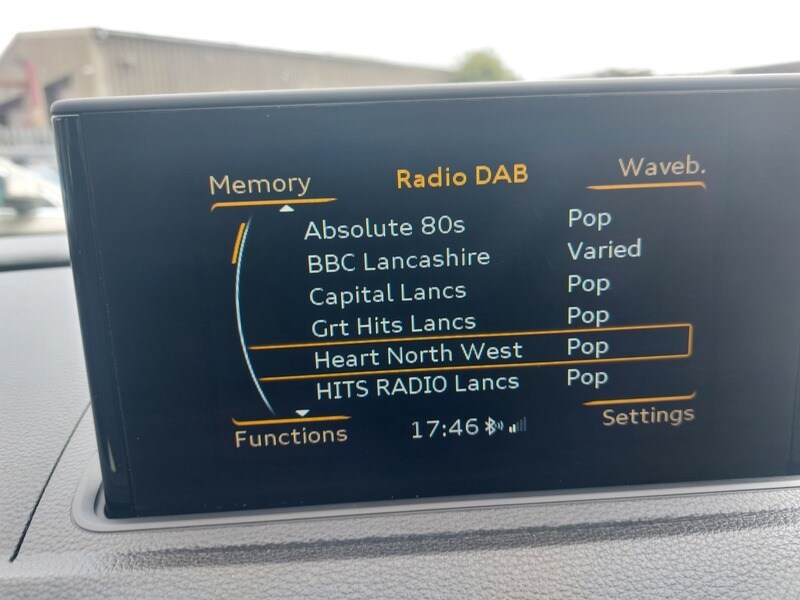 Memory Radio DAB Waveb.
Absolute 80s Pop
BBC Lancashire Varied
Capital Lancs Pop
Grt Hits Lancs Pop
Heart North West Pop
HITS RADIO Lancs Pop
Functions 17:46 Settings